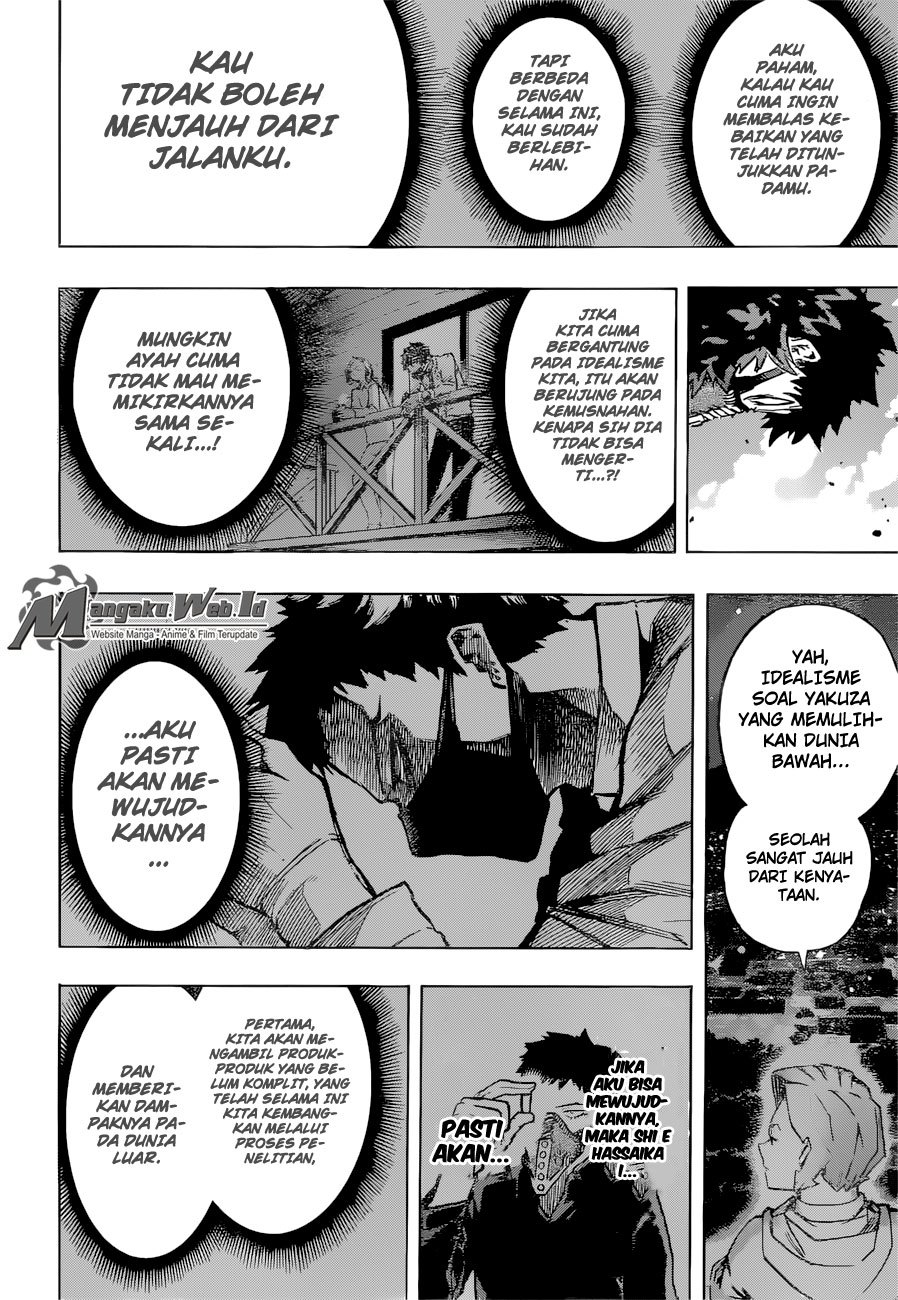 AKU
PAHAM,
KALAU KAU
CUMA INGIN
MEMBALAS KE-
BAIKAN YANG
TELAH DITUN-
JUKKAN PA-
DAMU.
TAPI
BERBEDA
DENGAN
SELAMA INI,
KAU SUDAH
BERLEBI-
HAN.
KAU
TIDAK BOLEH
MENJAUH DARI
JALANKU.
JIKA
KITA CUMA
BERGANTUNG
PADA IDEALISME
KITA, ITU AKAN
BERUJUNG PADA
KEMUSNAHAN.
KENAPA SIH DIA
TIDAK BISA
MENGER-
TI...?!
MUNGKIN
AYAH CUMA
TIDAK MAU ME-
MIKIRKANNYA
SAMA SE-
KALI...!
Mangaku.Web.Id
Website Manga - Anime & Film Terupdate
YAH,
IDEALISME
SOAL YAKUZA
YANG MEMULIH-
KAN DUNIA
BAWAH...
SEOLAH
SANGAT JAUH
DARI KENYA-
TAAN.
...AKU
PASTI
AKAN ME-
WUJUD-
KANNYA
...
JIKA
AKU BISA
MEWUJUD-
KANNYA,
MAKA SHI E
HASSAIKA
I...
PASTI
AKAN...
PERTAMA,
KITA AKAN ME-
NGAMBIL PRODUK-
PRODUK YANG BE-
LUM KOMPLIT, YANG
TELAH SELAMA INI
KITA KEMBANG-
KAN MELALUI
PROSES PE-
NELITIAN,
DAN
MEMBERI-
KAN DAM-
PAKNYA PA-
DA DUNIA
LUAR.